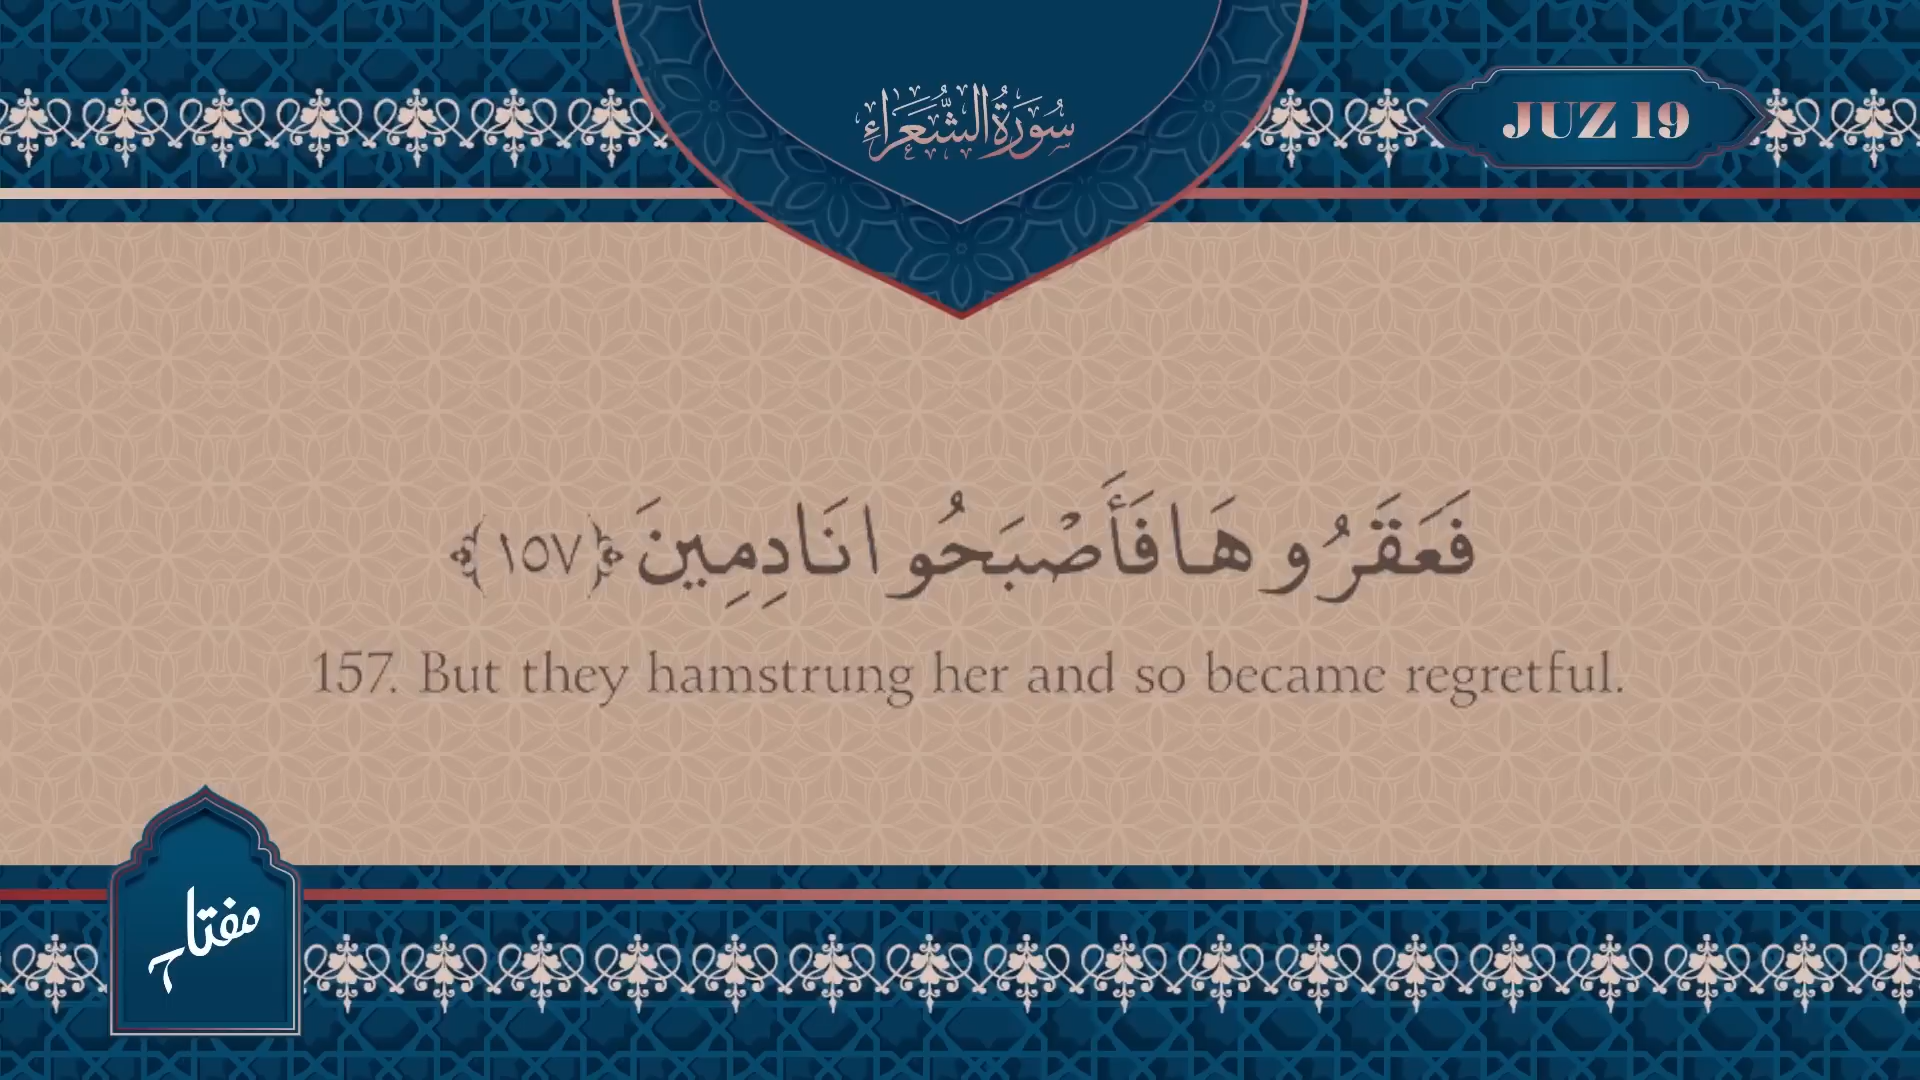 سُورَةُ الشُّعَرَاءِ
JUZ 19
فَعَقَرُوهَا فَأَصْبَحُوا نَادِمِينَ ﴿١٥٧﴾
157. But they hamstrung her and so became regretful.
مفتاح